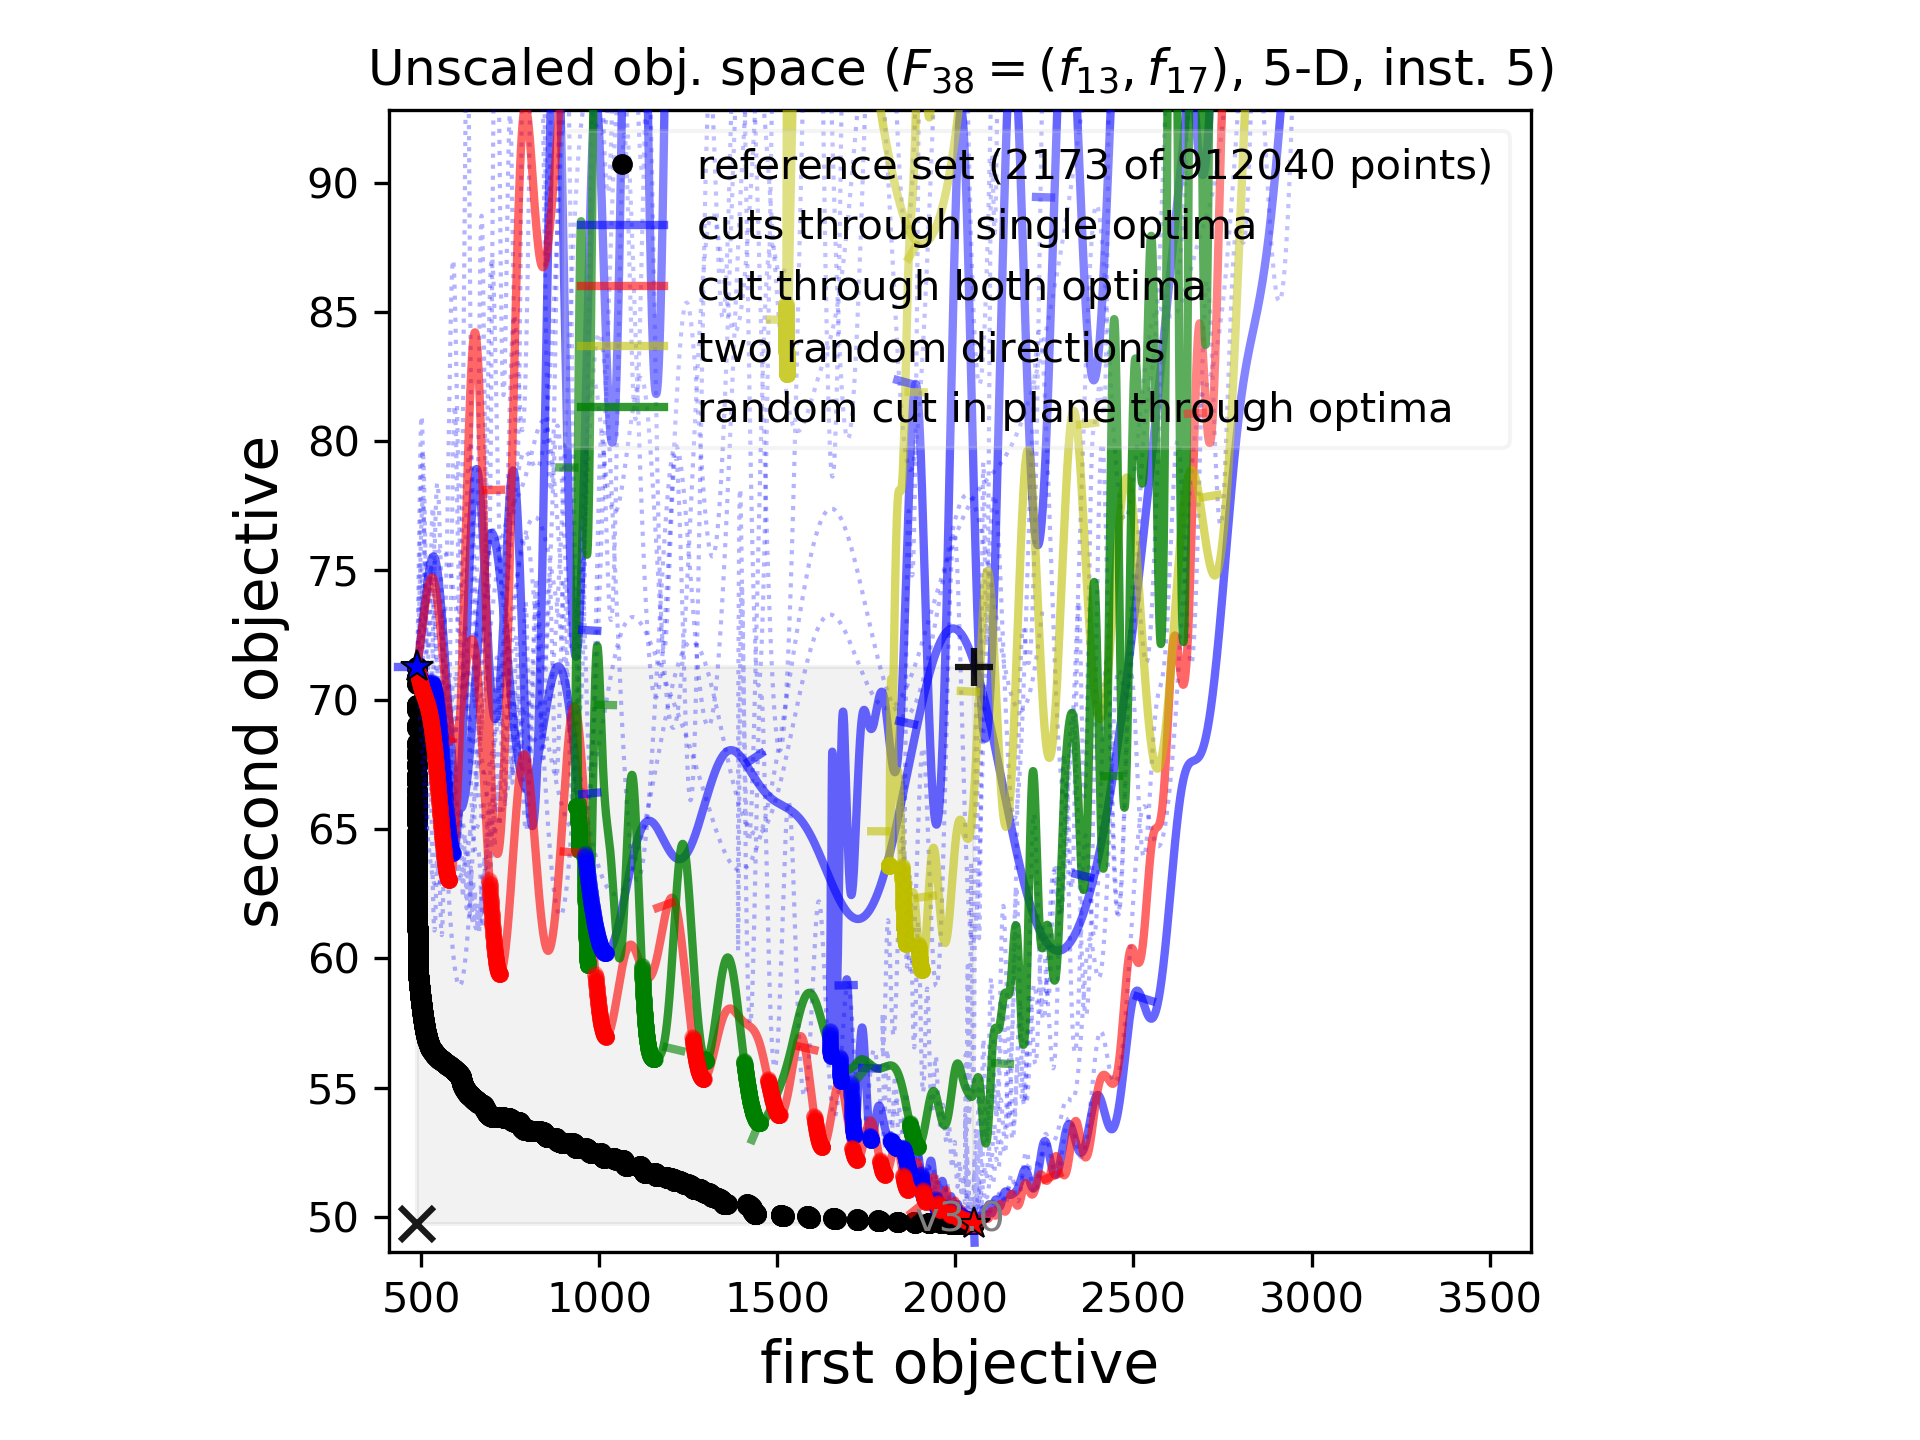 Unscaled obj. space (F₃₈ = (f₁₃, f₁₇), 5-D, inst. 5)
reference set (2173 of 912040 points)
cuts through single optima
cut through both optima
two random directions
random cut in plane through optima
second objective
90
85
80
75
70
65
60
55
50
v3.0
500 1000 1500 2000 2500 3000 3500
first objective